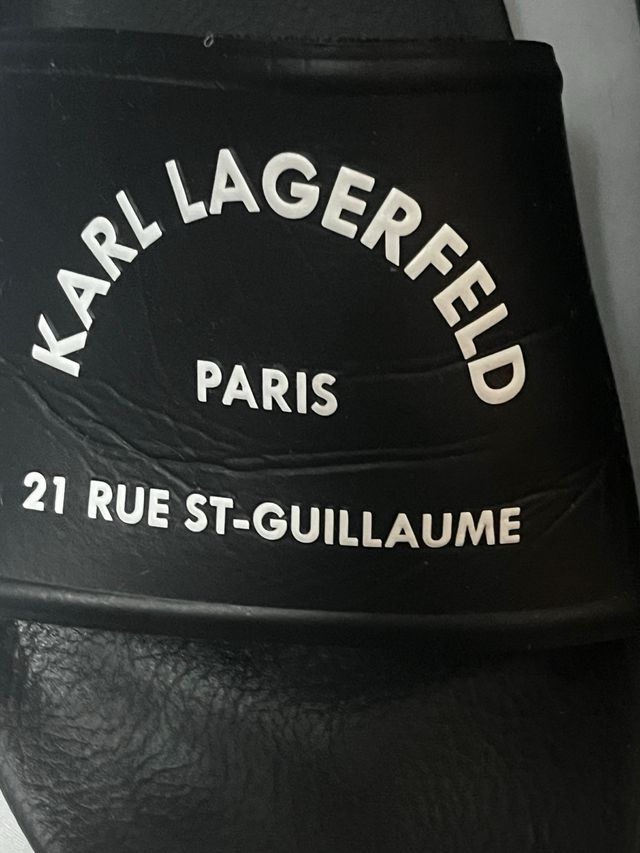 KARL LAGERFELD
PARIS
21 RUE ST-GUILLAUME